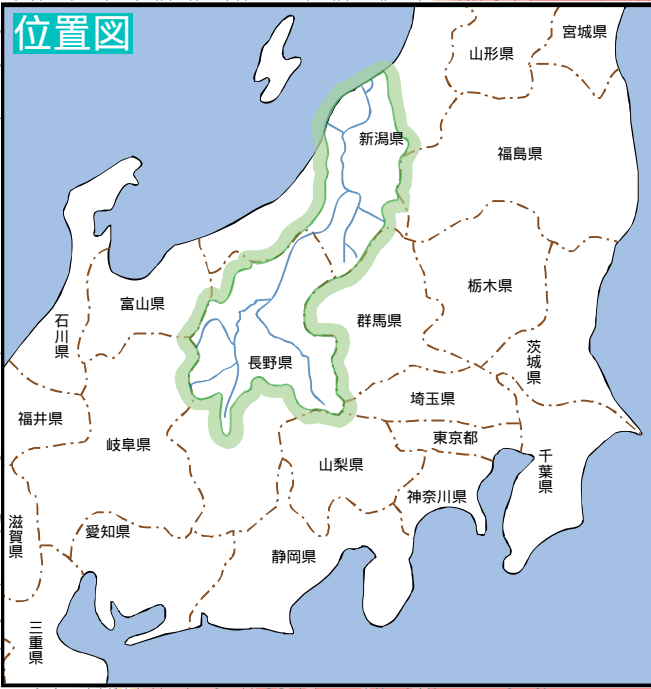 位置図
宮城県
山形県
新潟県
福島県
栃木県
富山県
群馬県
石川県
茨城県
長野県
埼玉県
福井県
東京都
岐阜県
山梨県
千葉県
神奈川県
滋賀県
愛知県
静岡県
三重県